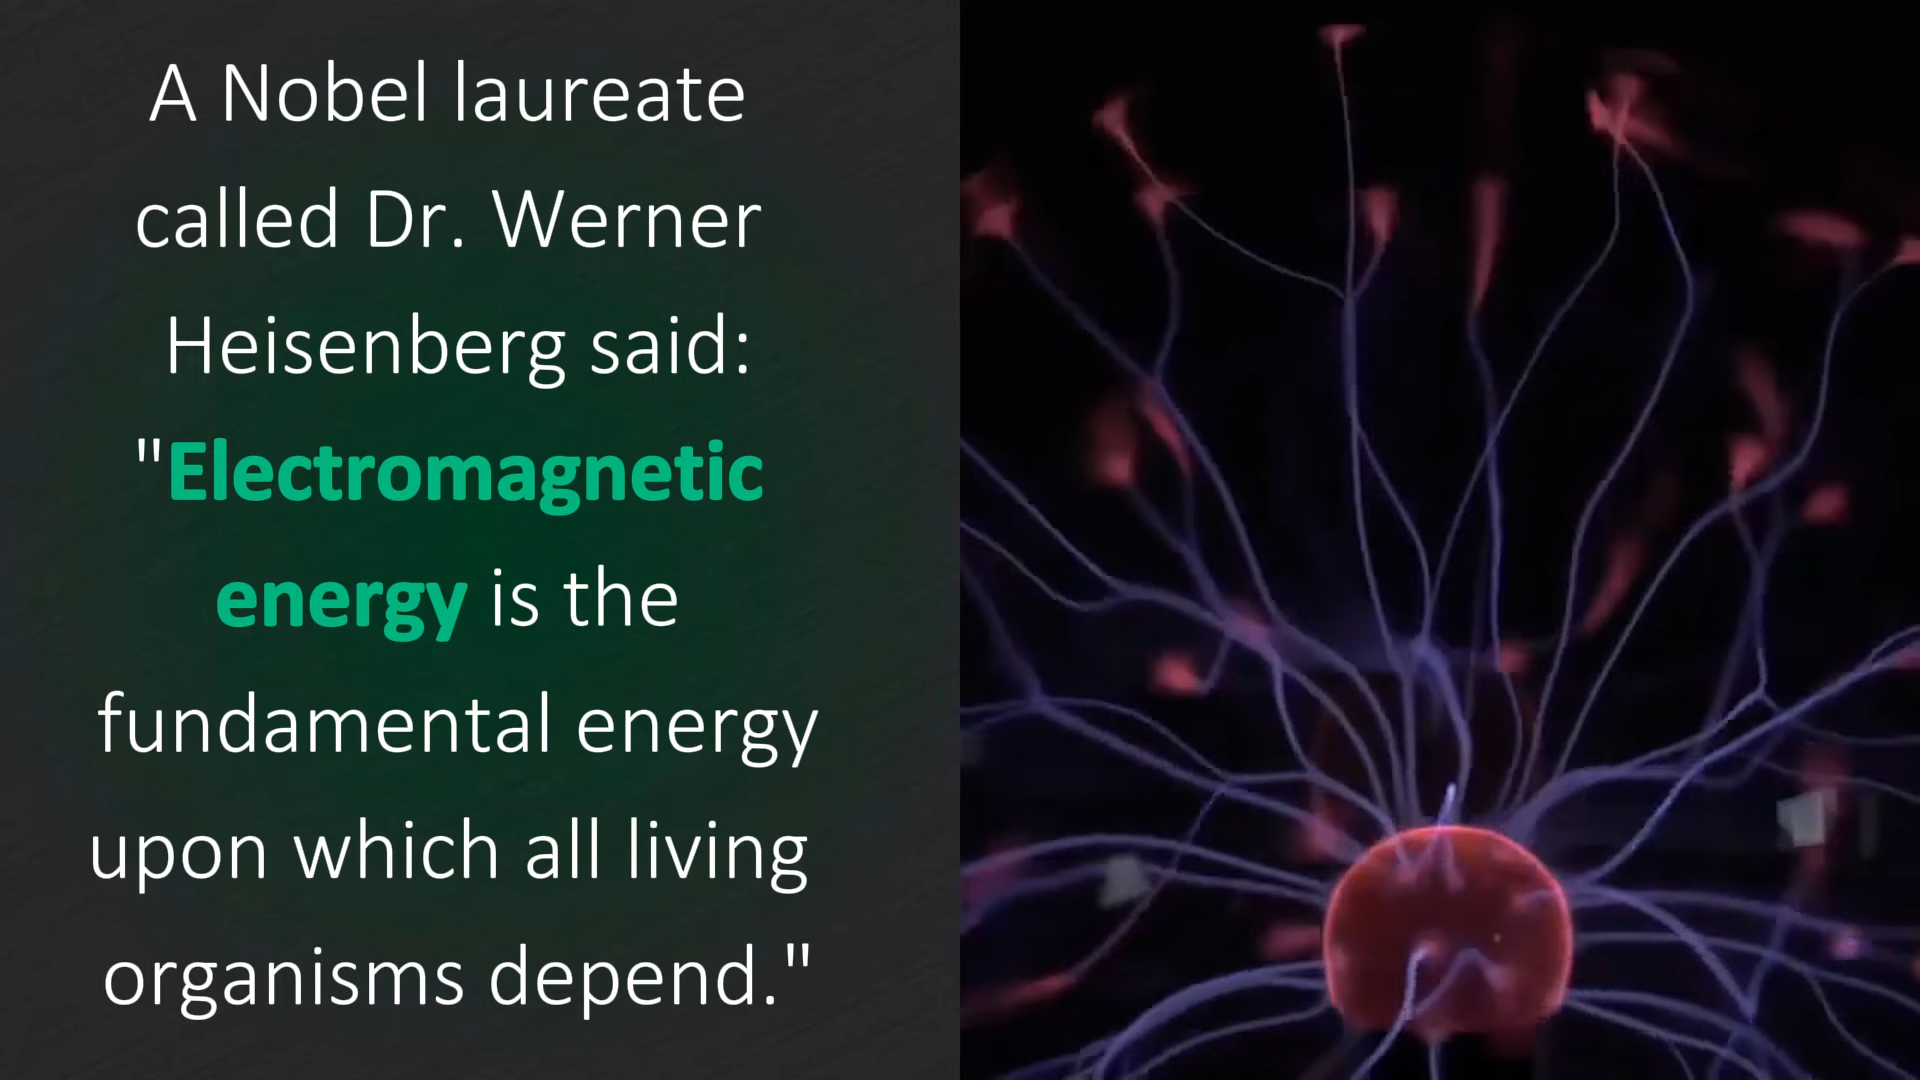 A Nobel laureate
called Dr. Werner
Heisenberg said:
"Electromagnetic
energy is the
fundamental energy
upon which all living
organisms depend."